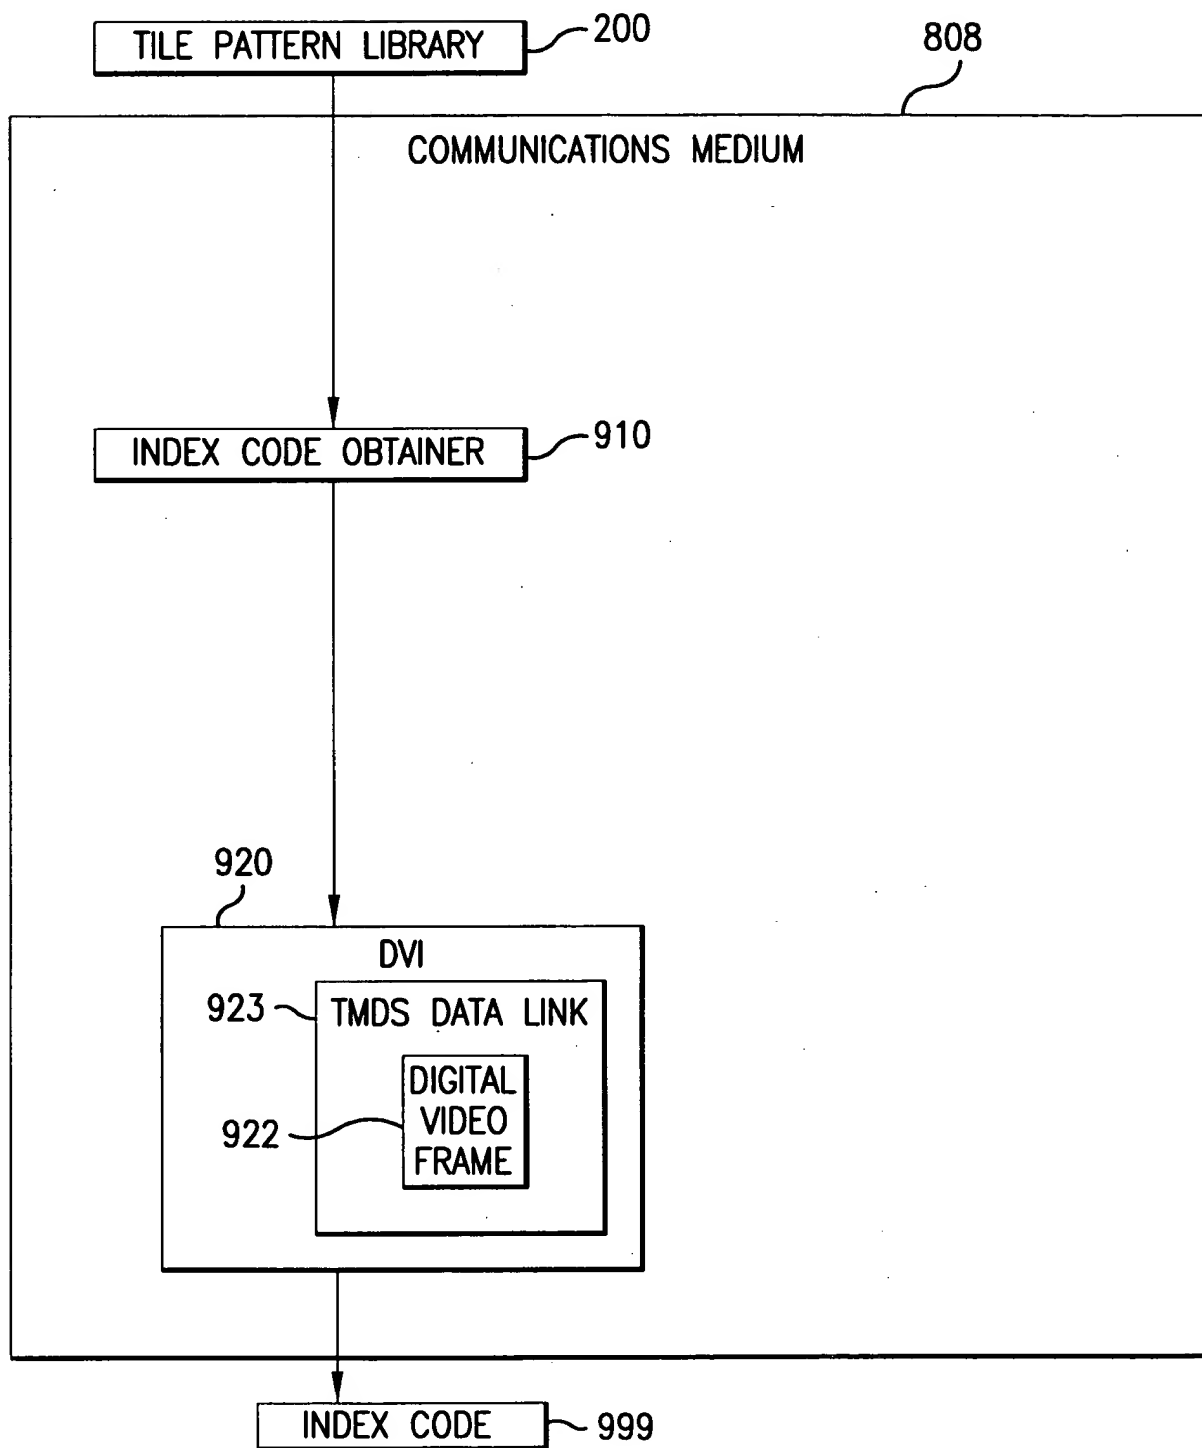 TILE PATTERN LIBRARY
200
808
COMMUNICATIONS MEDIUM
INDEX CODE OBTAINER
910
920
DVI
923
TMDS DATA LINK
DIGITAL
VIDEO
FRAME
922
INDEX CODE
999